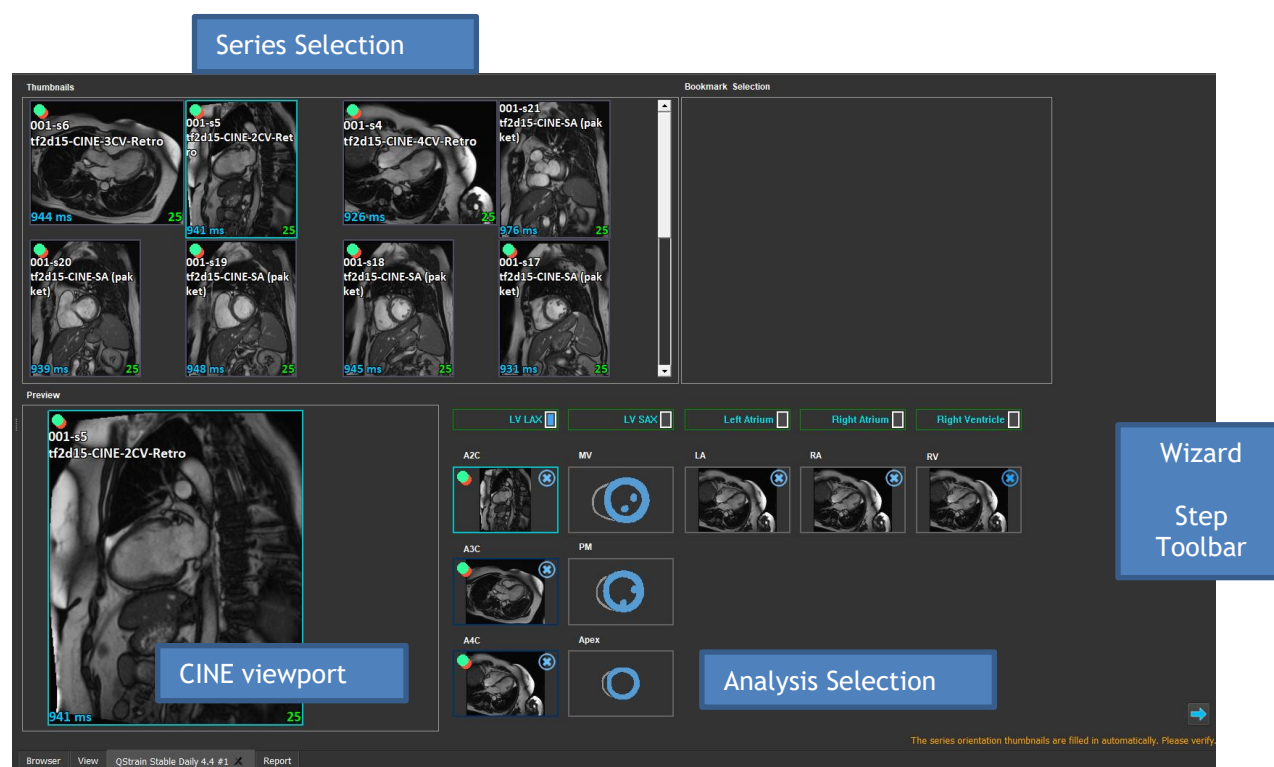 Series Selection
Thumbnails
Bookmark Selection
001-s6
tf2d15-CINE-3CV-Retro
944 ms
25
001-s5
tf2d15-CINE-2CV-Ret
ro
941 ms
25
001-s4
tf2d15-CINE-4CV-Retro
926 ms
25
001-s21
tf2d15-CINE-SA (pak
ket)
976 ms
25
001-s20
tf2d15-CINE-SA (pak
ket)
939 ms
25
001-s19
tf2d15-CINE-SA (pak
ket)
948 ms
25
001-s18
tf2d15-CINE-SA (pak
ket)
945 ms
25
001-s17
tf2d15-CINE-SA (pak
ket)
931 ms
25
Preview
001-s5
tf2d15-CINE-2CV-Retro
941 ms
25
CINE viewport
LV LAX
LV SAX
Left Atrium
Right Atrium
Right Ventricle
A2C
MV
LA
RA
RV
A3C
PM
A4C
Apex
Analysis Selection
Wizard
Step
Toolbar
The series orientation thumbnails are filled in automatically. Please verify.
Browser
View
QStrain Stable Daily 4.4 #1
Report